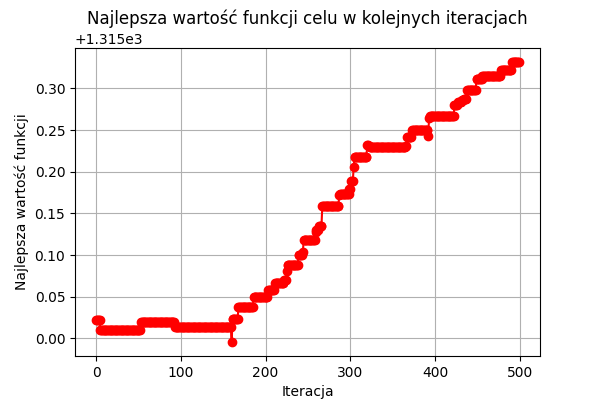 Najlepsza wartość funkcji celu w kolejnych iteracjach
+1.315e3
0.30
0.25
0.20
0.15
0.10
0.05
0.00
Najlepsza wartość funkcji
0 100 200 300 400 500
Iteracja